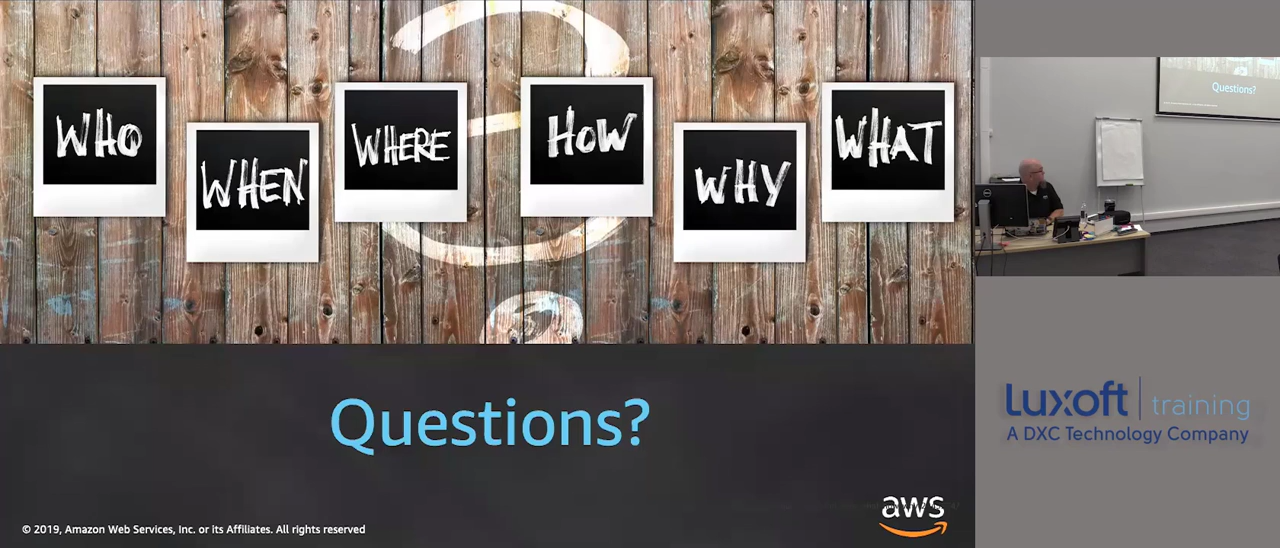 WHO
WHEN
WHERE
HOW
WHY
WHAT
Questions?
© 2019, Amazon Web Services, Inc. or its Affiliates. All rights reserved
aws
Questions?
Luxoft training
A DXC Technology Company